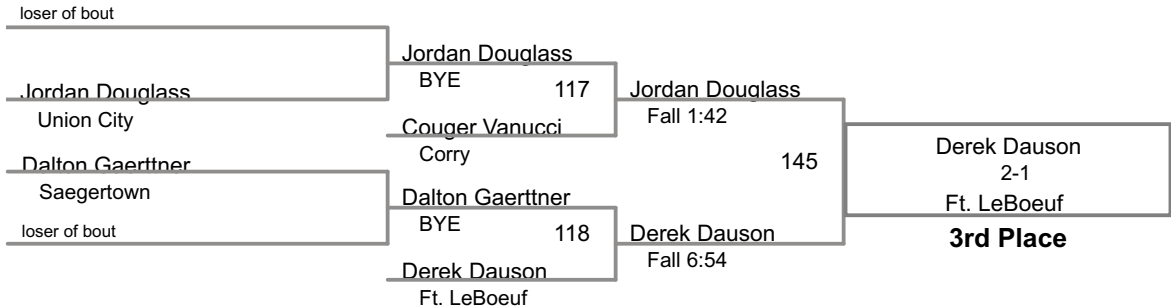 loser of bout
Jordan Douglass
BYE
117
Jordan Douglass
Union City
Jordan Douglass
Fall 1:42
Couger Vanucci
Corry
Dalton Gaerttner
Saegertown
145
Derek Dauson
2-1
Ft. LeBoeuf
3rd Place
Dalton Gaerttner
BYE
118
loser of bout
Derek Dauson
Fall 6:54
Derek Dauson
Ft. LeBoeuf